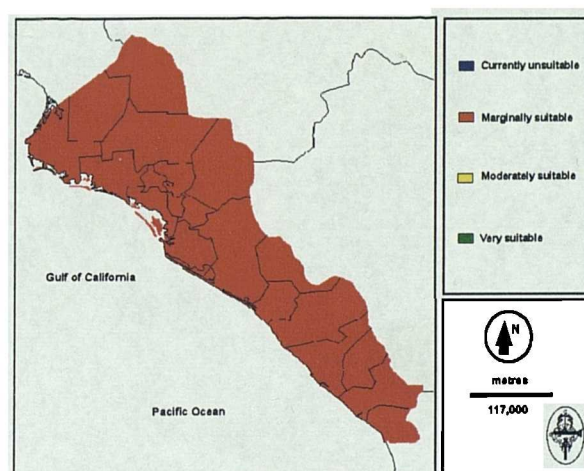 Currently unsuitable
Marginally suitable
Moderately suitable
Very suitable
Gulf of California
Pacific Ocean
N
metres
117,000